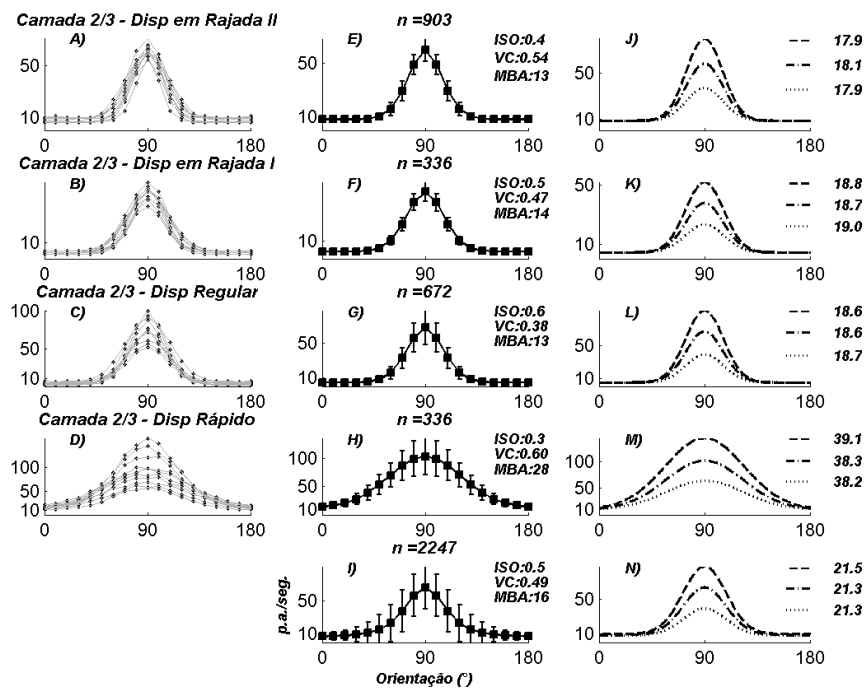 Camada 2/3 - Disp em Rajada II
n =903
A)
50
10
0
90
180
E)
ISO:0.4
VC:0.54
MBA:13
50
10
0
90
180
J)
17.9
18.1
17.9
50
10
0
90
180
Camada 2/3 - Disp em Rajada I
n =336
B)
10
0
90
180
F)
ISO:0.5
VC:0.47
MBA:14
10
0
90
180
K)
18.8
18.7
19.0
50
10
0
90
180
Camada 2/3 - Disp Regular
n =672
C)
100
50
10
0
90
180
G)
ISO:0.6
VC:0.38
MBA:13
50
10
0
90
180
L)
18.6
18.6
18.7
50
10
0
90
180
Camada 2/3 - Disp Rápido
n =336
D)
100
50
10
0
90
180
H)
ISO:0.3
VC:0.60
MBA:28
100
50
10
0
90
180
M)
39.1
38.3
38.2
100
50
10
0
90
180
n =2247
I)
ISO:0.5
VC:0.49
MBA:16
p.a./seg.
50
10
0
90
180
Orientação (°)
N)
21.5
21.3
21.3
50
10
0
90
180